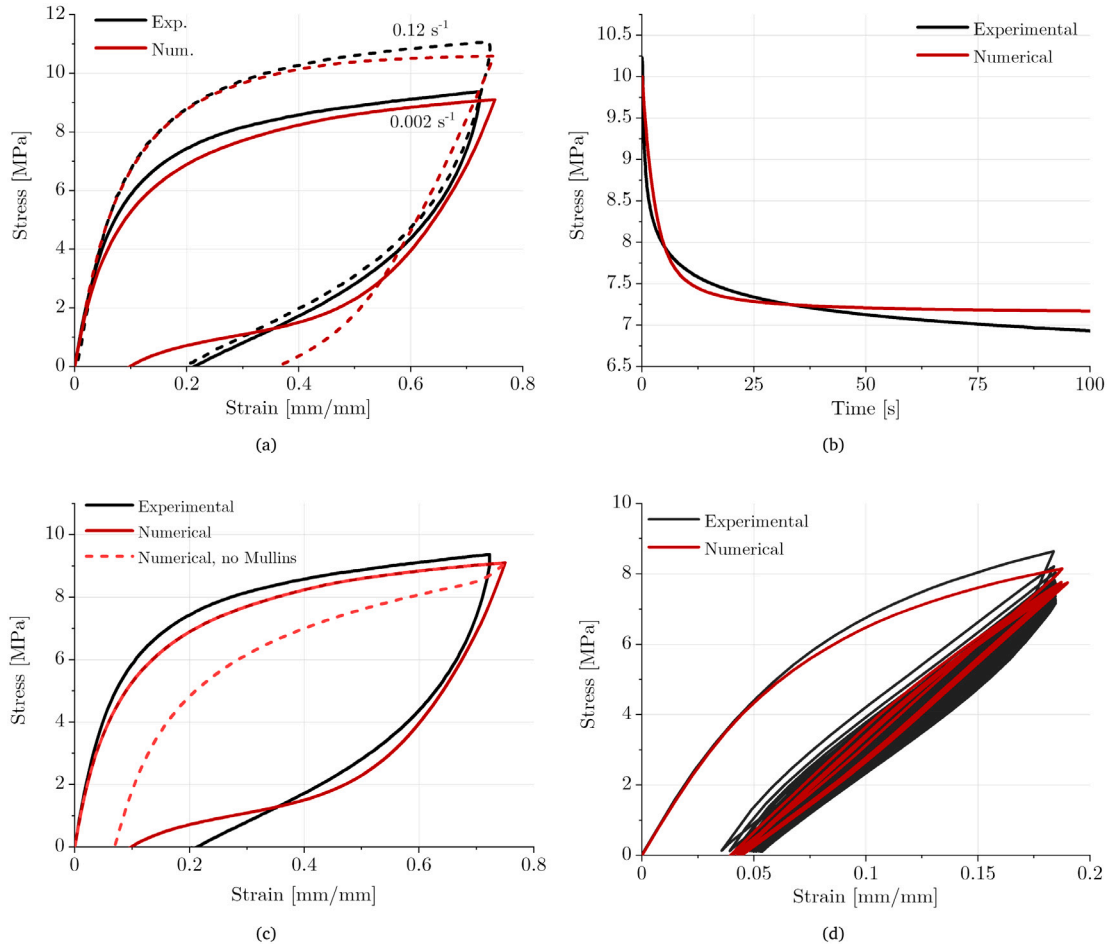 12
10
8
6
4
2
0
Stress [MPa]
Exp.
Num.
0.12 s⁻¹
0.002 s⁻¹
0
0.2
0.4
0.6
0.8
Strain [mm/mm]
(a)
10.5
10
9.5
9
8.5
8
7.5
7
6.5
Stress [MPa]
Experimental
Numerical
0
25
50
75
100
Time [s]
(b)
10
8
6
4
2
0
Stress [MPa]
Experimental
Numerical
Numerical, no Mullins
0
0.2
0.4
0.6
0.8
Strain [mm/mm]
(c)
10
8
6
4
2
0
Stress [MPa]
Experimental
Numerical
0
0.05
0.1
0.15
0.2
Strain [mm/mm]
(d)